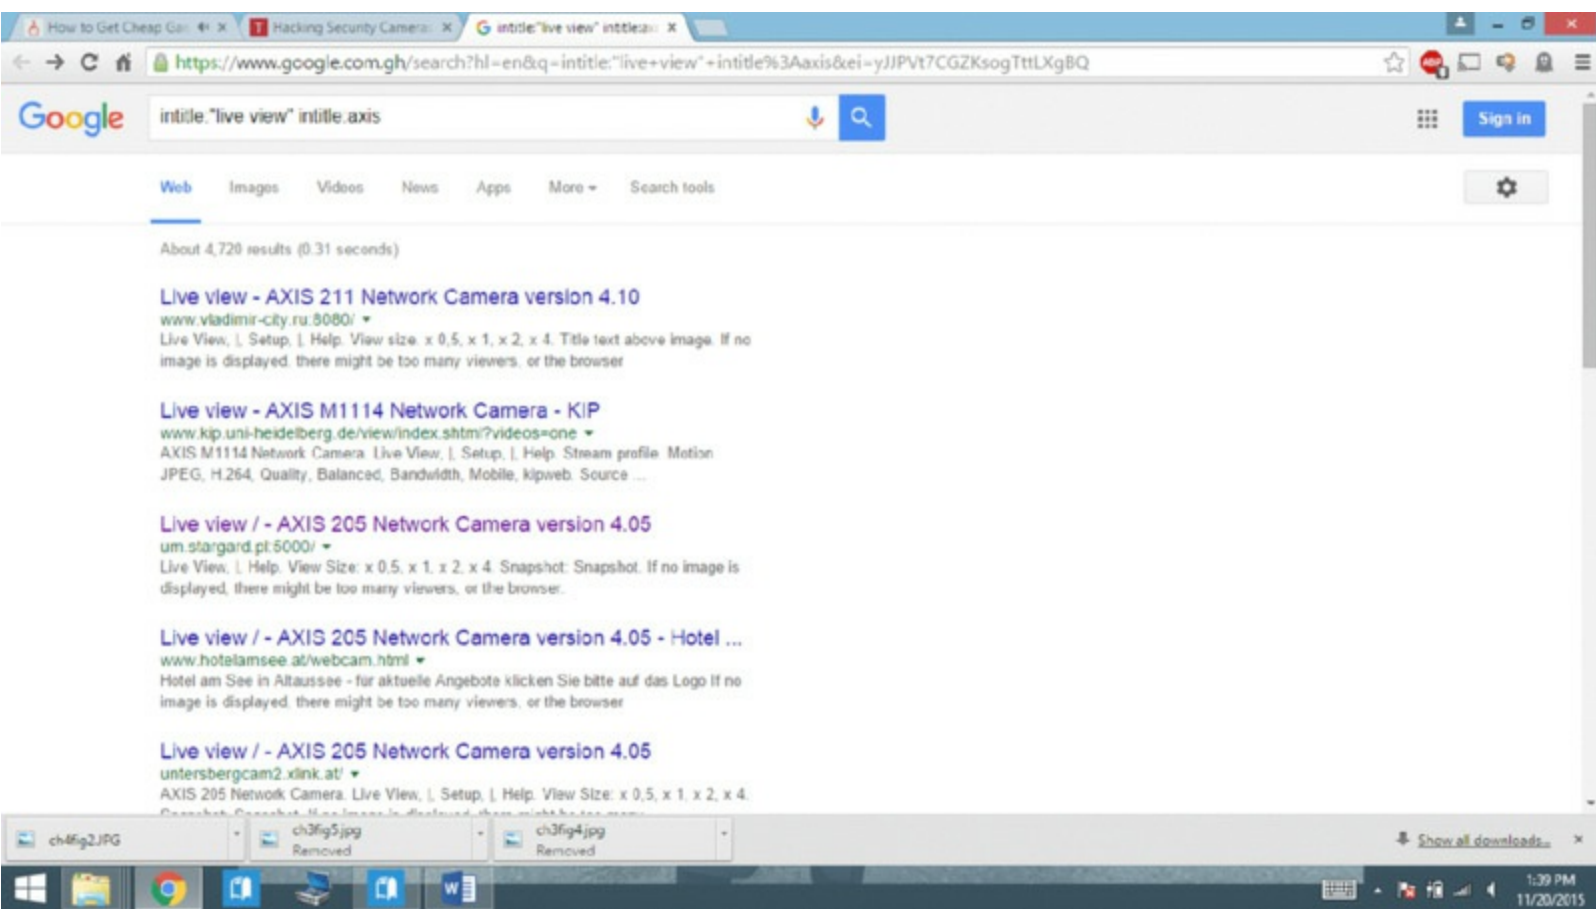 How to Get Cheap Gas
Hacking Security Cameras
intitle:"live view" intitle:ax
https://www.google.com.gh/search?hl=en&q=intitle:"live+view"+intitle%3Aaxis&ei=yJJPVt7CGZKsogTttLXgBQ
Google
intitle:"live view" intitle:axis
Sign in
Web Images Videos News Apps More Search tools
About 4,720 results (0.31 seconds)
Live view - AXIS 211 Network Camera version 4.10
www.vladimir-city.ru:8080/
Live View, |, Setup, |, Help. View size. x 0,5, x 1, x 2, x 4. Title text above image. If no
image is displayed, there might be too many viewers, or the browser
Live view - AXIS M1114 Network Camera - KIP
www.kip.uni-heidelberg.de/view/index.shtml?videos=one
AXIS M1114 Network Camera. Live View, |, Setup, |, Help. Stream profile. Motion
JPEG, H.264, Quality, Balanced, Bandwidth, Mobile, kipweb. Source ...
Live view / - AXIS 205 Network Camera version 4.05
um.stargard.pl:5000/
Live View, |, Help. View Size: x 0,5, x 1, x 2, x 4. Snapshot: Snapshot. If no image is
displayed, there might be too many viewers, or the browser.
Live view / - AXIS 205 Network Camera version 4.05 - Hotel ...
www.hotelamsee.at/webcam.html
Hotel am See in Altaussee - für aktuelle Angebote klicken Sie bitte auf das Logo If no
image is displayed, there might be too many viewers, or the browser
Live view / - AXIS 205 Network Camera version 4.05
untersbergcam2.xlink.at/
AXIS 205 Network Camera. Live View, |, Setup, |, Help. View Size: x 0,5, x 1, x 2, x 4.
ch4fig2.JPG
ch3fig5.jpg
Removed
ch3fig4.jpg
Removed
Show all downloads...
1:39 PM
11/20/2015